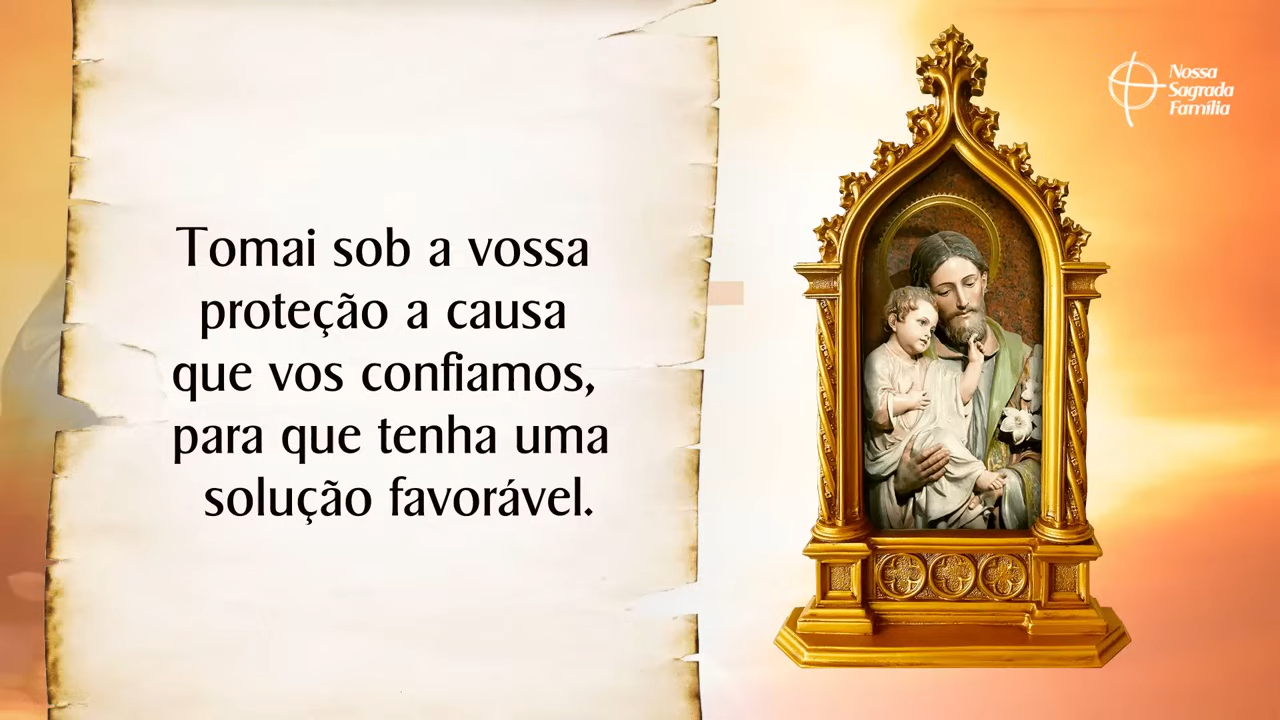 Tomai sob a vossa
proteção a causa
que vos confiamos,
para que tenha uma
solução favorável.
Nossa
Sagrada
Família